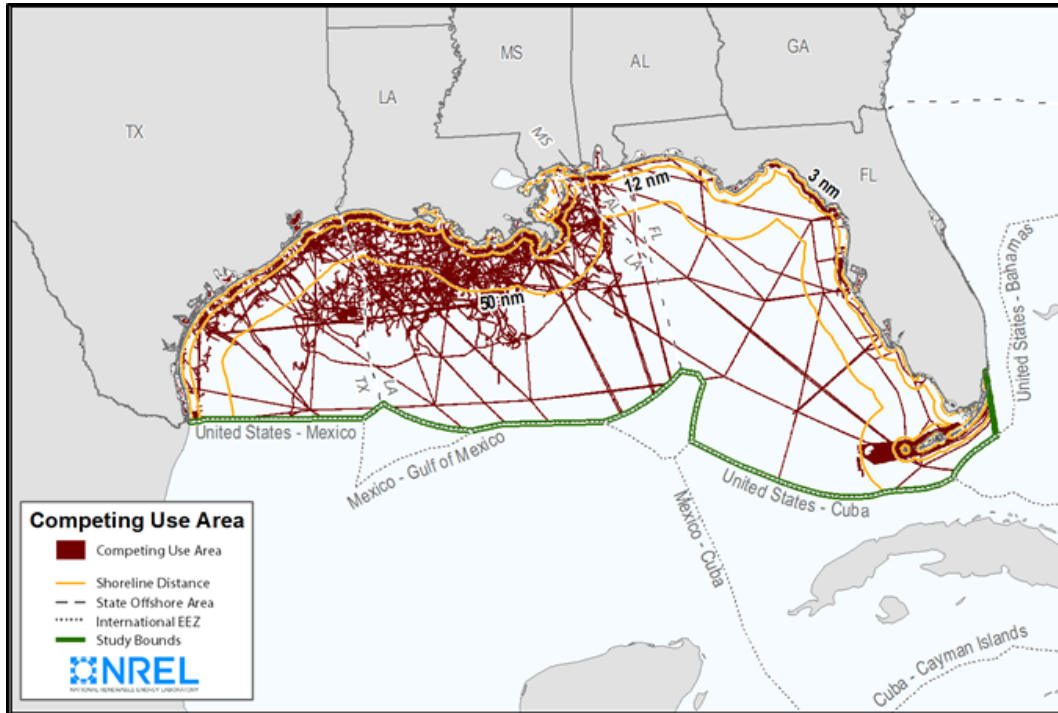 MS
AL
GA
LA
TX
MS
12 nm
3 nm
FL
AL
FL
LA
50 nm
United States - Bahamas
TX
LA
United States - Mexico
Mexico - Gulf of Mexico
United States - Cuba
Mexico - Cuba
Cuba - Cayman Islands
Competing Use Area
Competing Use Area
Shoreline Distance
State Offshore Area
International EEZ
Study Bounds
NREL
NATIONAL RENEWABLE ENERGY LABORATORY